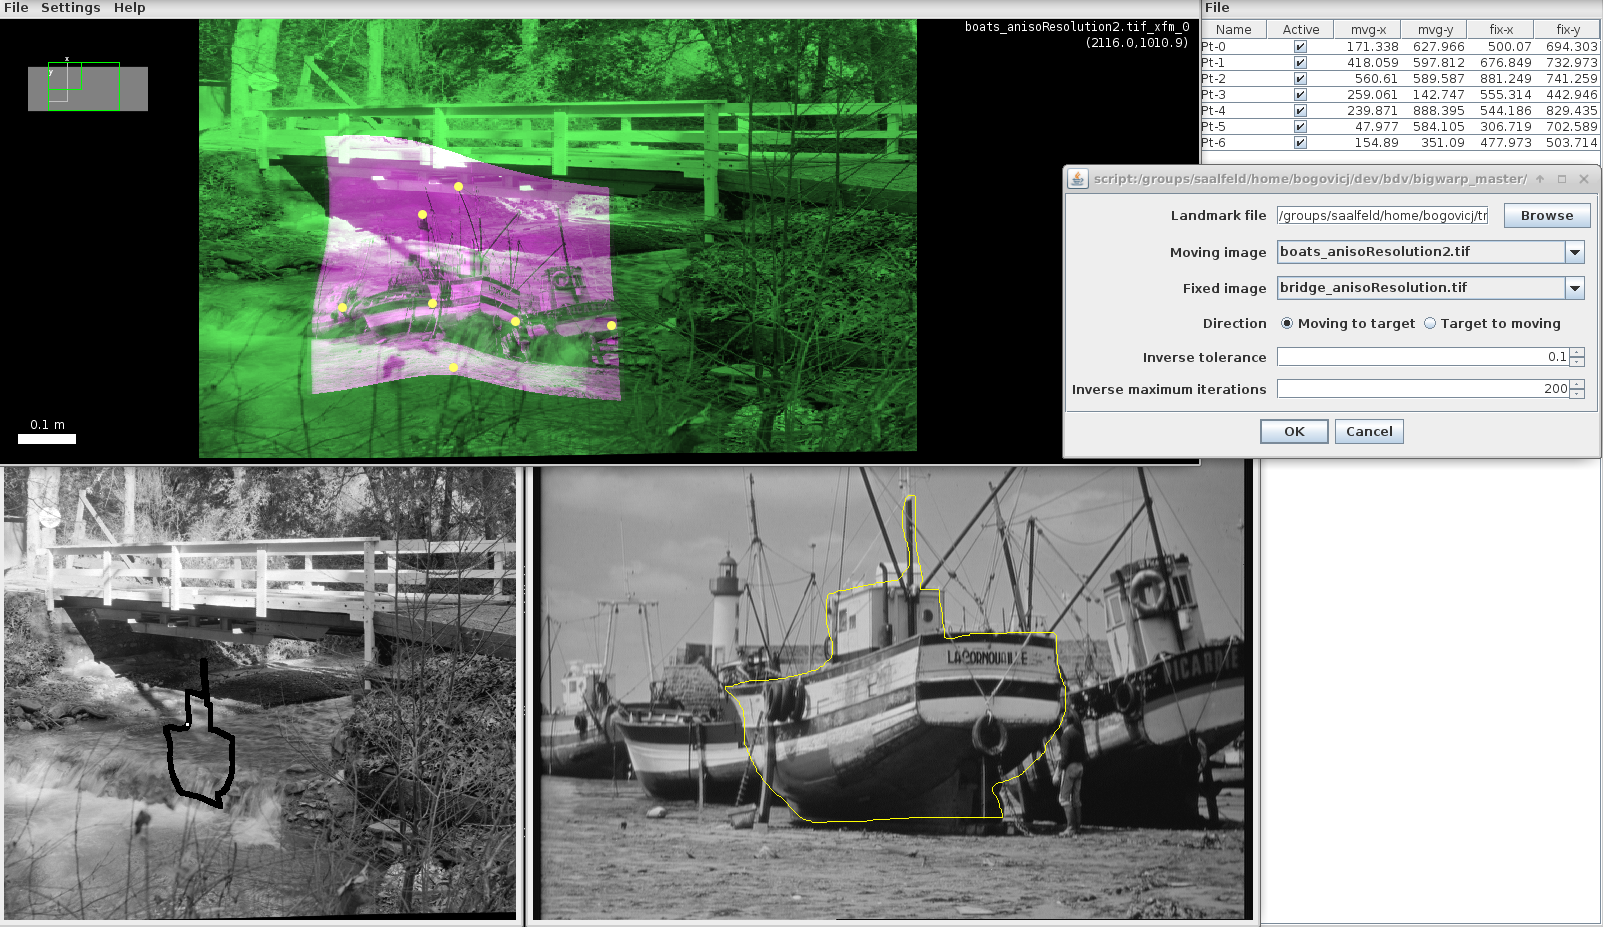 File Settings Help
boats_anisoResolution2.tif_xfm_0
(2116.0,1010.9)
x
y
0.1 m
File
Name Active mvg-x mvg-y fix-x fix-y
Pt-0 171.338 627.966 500.07 694.303
Pt-1 418.059 597.812 676.849 732.973
Pt-2 560.61 589.587 881.249 741.259
Pt-3 259.061 142.747 555.314 442.946
Pt-4 239.871 888.395 544.186 829.435
Pt-5 47.977 584.105 306.719 702.589
Pt-6 154.89 351.09 477.973 503.714
script:/groups/saalfeld/home/bogovicj/dev/bdv/bigwarp_master/
Landmark file /groups/saalfeld/home/bogovicj/tr Browse
Moving image boats_anisoResolution2.tif
Fixed image bridge_anisoResolution.tif
Direction Moving to target Target to moving
Inverse tolerance 0.1
Inverse maximum iterations 200
OK Cancel
LACORNOUAILLE